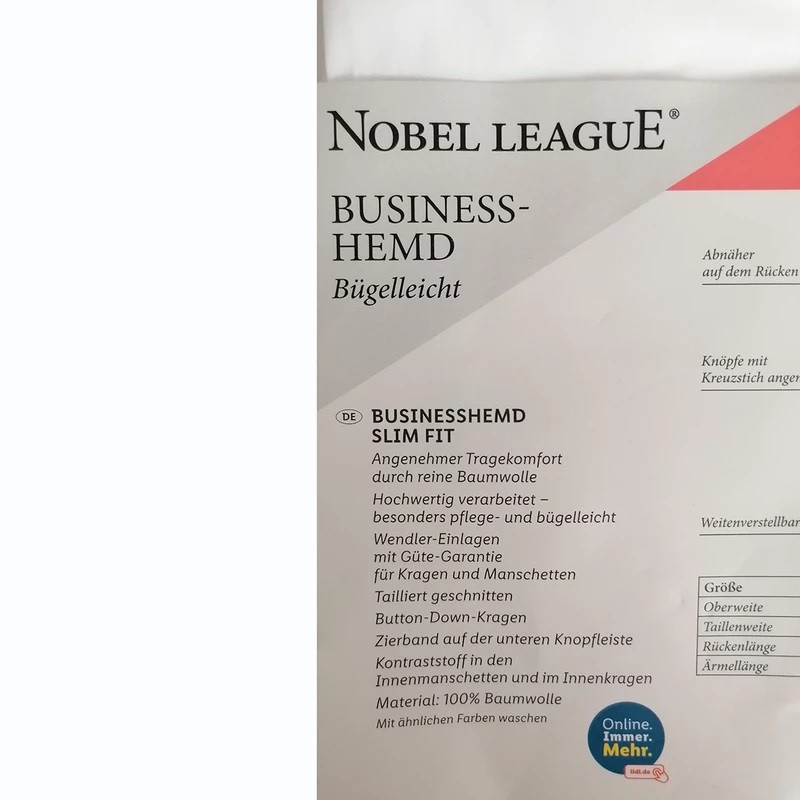 NOBEL LEAGUE®
BUSINESS-
HEMD
Bügelleicht
Abnäher
auf dem Rücken
Knöpfe mit
Kreuzstich
DE BUSINESSHEMD
SLIM FIT
Angenehmer Tragekomfort
durch reine Baumwolle
Hochwertig verarbeitet –
besonders pflege- und bügelleicht
Wendler-Einlagen
mit Güte-Garantie
für Kragen und Manschetten
Tailliert geschnitten
Button-Down-Kragen
Zierband auf der unteren Knopfleiste
Kontraststoff in den
Innenmanschetten und im Innenkragen
Material: 100% Baumwolle
Mit ähnlichen Farben waschen
Größe
Oberweite
Taillenweite
Rückenlänge
Ärmellänge
Online.
Immer.
Mehr.
lidl.de